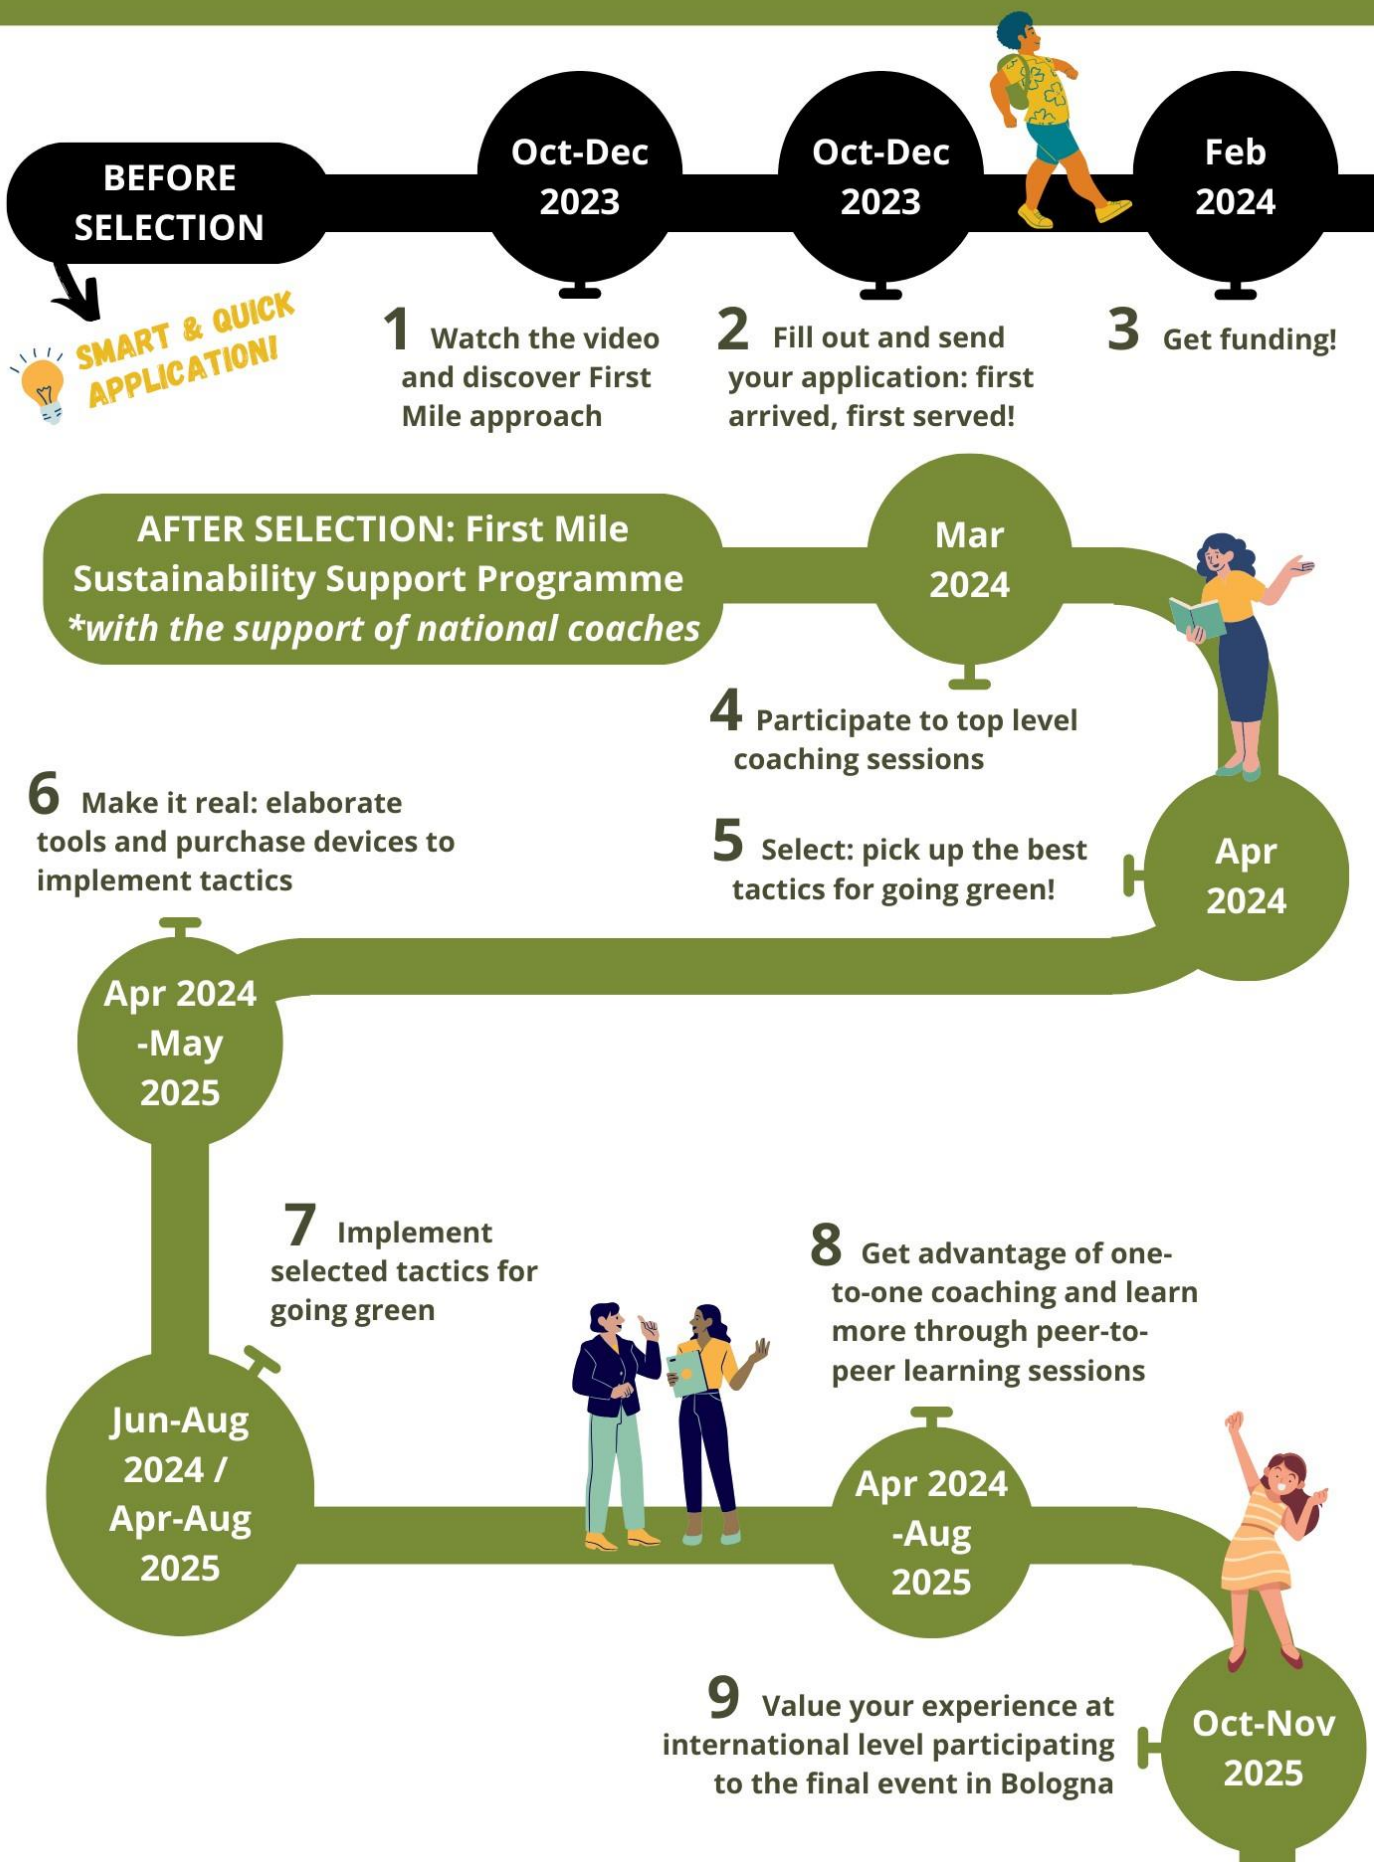 BEFORE
SELECTION
Oct-Dec
2023
Oct-Dec
2023
Feb
2024
SMART & QUICK
APPLICATION!
1 Watch the video
and discover First
Mile approach
2 Fill out and send
your application: first
arrived, first served!
3 Get funding!
AFTER SELECTION: First Mile
Sustainability Support Programme
*with the support of national coaches
Mar
2024
4 Participate to top level
coaching sessions
5 Select: pick up the best
tactics for going green!
Apr
2024
6 Make it real: elaborate
tools and purchase devices to
implement tactics
Apr 2024
-May
2025
7 Implement
selected tactics for
going green
Jun-Aug
2024 /
Apr-Aug
2025
8 Get advantage of one-
to-one coaching and learn
more through peer-to-
peer learning sessions
Apr 2024
-Aug
2025
9 Value your experience at
international level participating
to the final event in Bologna
Oct-Nov
2025